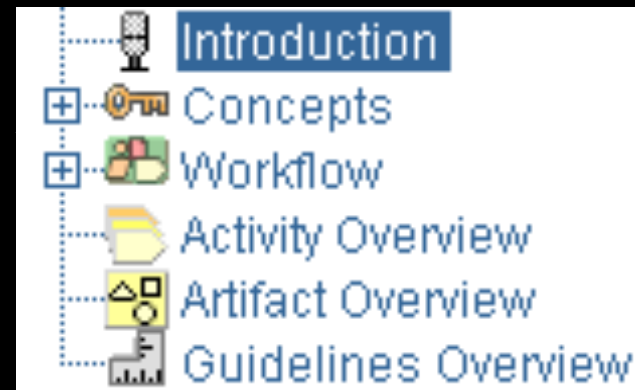 Introduction
Concepts
Workflow
Activity Overview
Artifact Overview
Guidelines Overview